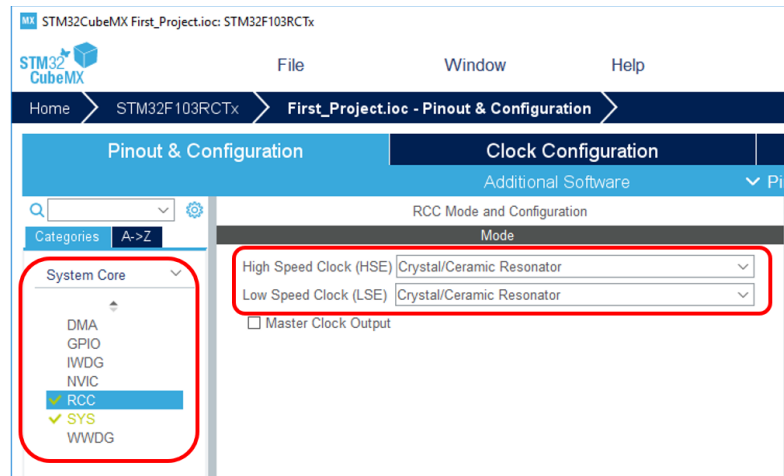 MX STM32CubeMX First_Project.ioc: STM32F103RCTx
STM32
CubeMX
File Window Help
Home STM32F103RCTx First_Project.ioc - Pinout & Configuration
Pinout & Configuration Clock Configuration
Additional Software Pi
RCC Mode and Configuration
Categories A->Z
Mode
System Core
High Speed Clock (HSE) Crystal/Ceramic Resonator
Low Speed Clock (LSE) Crystal/Ceramic Resonator
Master Clock Output
DMA
GPIO
IWDG
NVIC
RCC
SYS
WWDG